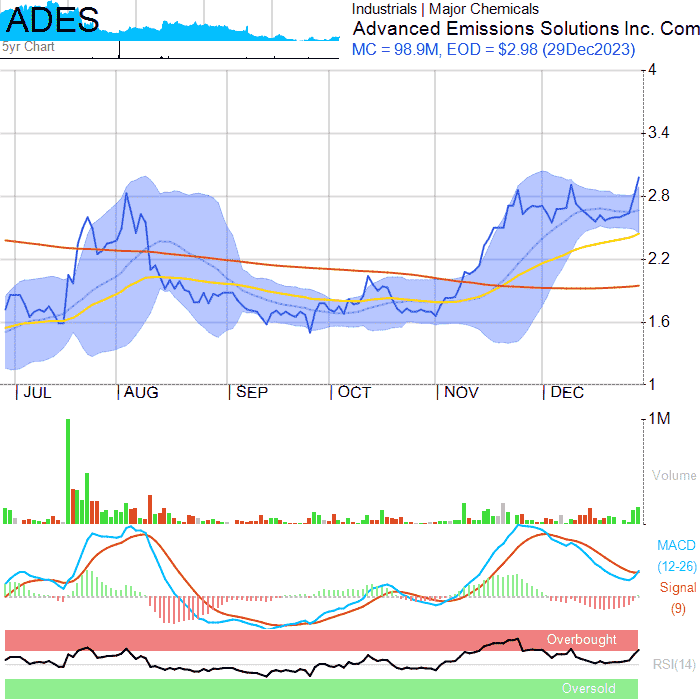 ADES
5yr Chart
Industrials | Major Chemicals
Advanced Emissions Solutions Inc. Com
MC = 98.9M, EOD = $2.98 (29Dec2023)
4
3.4
2.8
2.2
1.6
1
JUL AUG SEP OCT NOV DEC
1M
Volume
MACD
(12-26)
Signal
(9)
Overbought
RSI(14)
Oversold